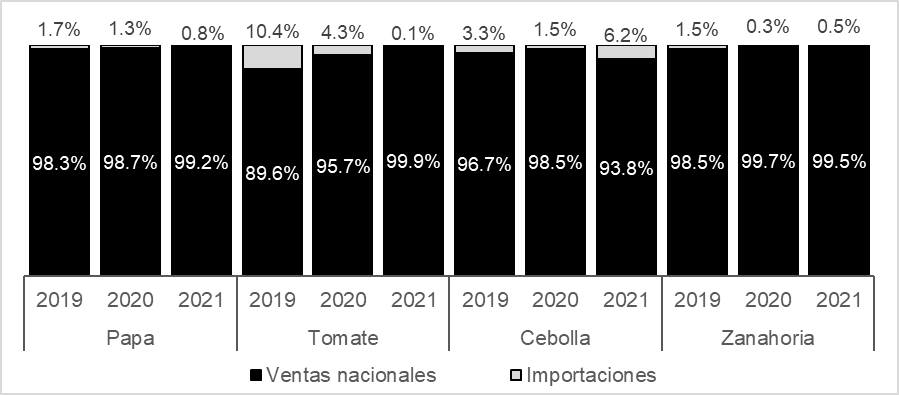 1.7% 1.3% 0.8% 10.4% 4.3% 0.1% 3.3% 1.5% 6.2% 1.5% 0.3% 0.5%
98.3% 98.7% 99.2% 89.6% 95.7% 99.9% 96.7% 98.5% 93.8% 98.5% 99.7% 99.5%
2019 2020 2021 2019 2020 2021 2019 2020 2021 2019 2020 2021
Papa Tomate Cebolla Zanahoria
Ventas nacionales Importaciones